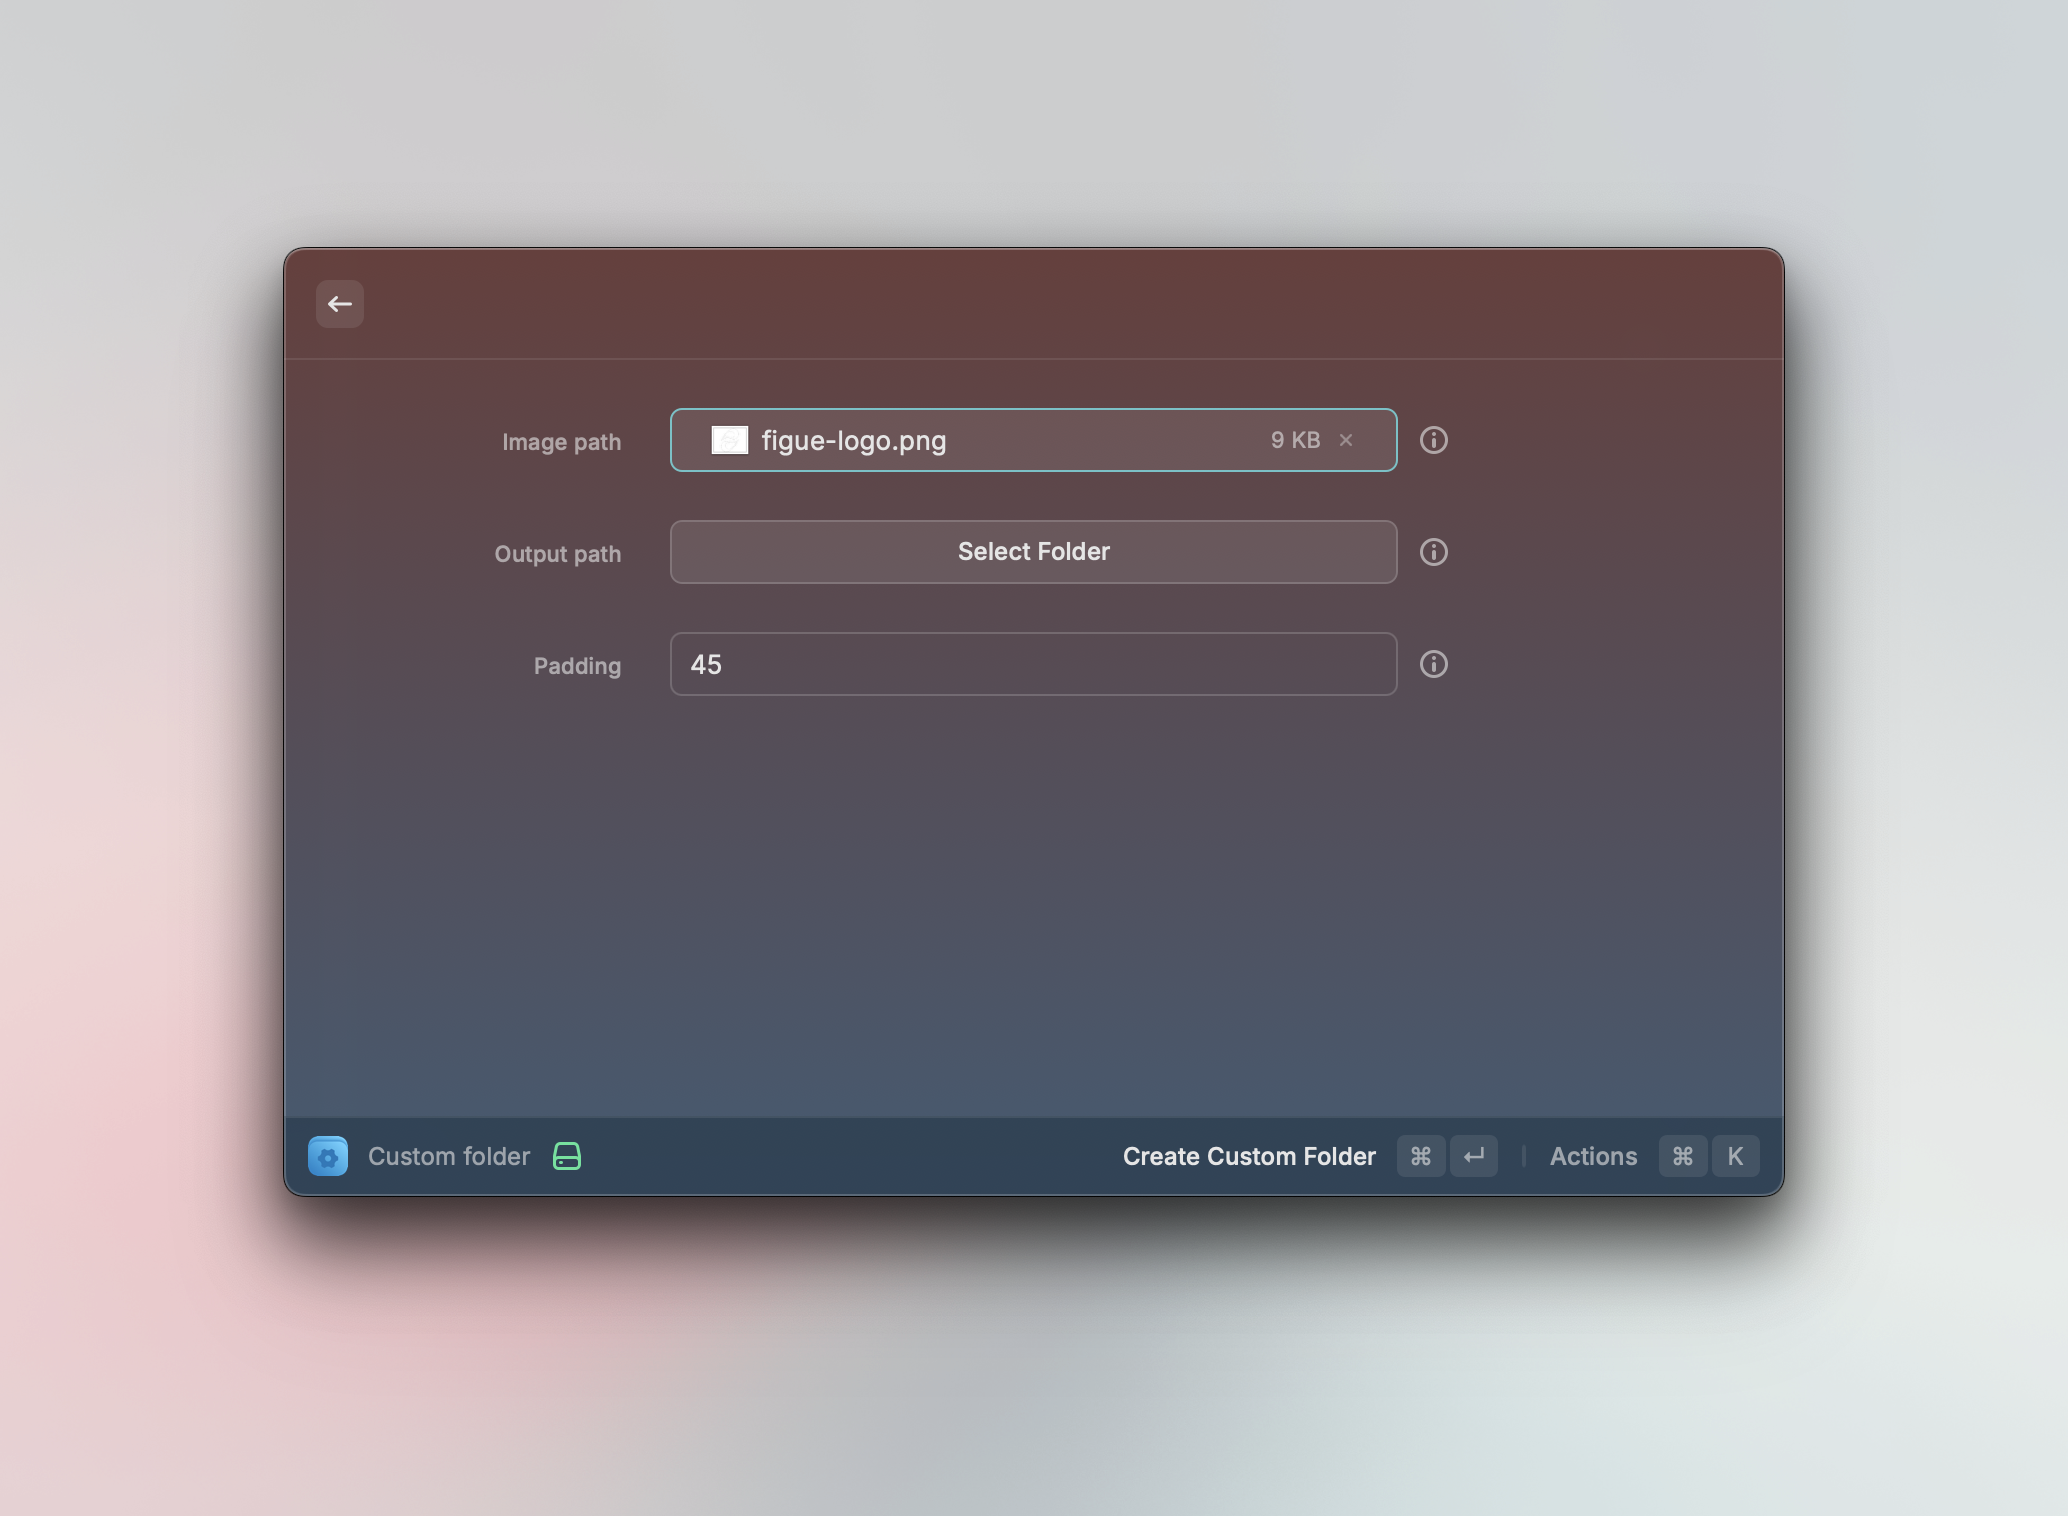 Image path
figue-logo.png 9 KB ×
Output path
Select Folder
Padding
45
Custom folder
Create Custom Folder ⌘ ↵ | Actions ⌘ K